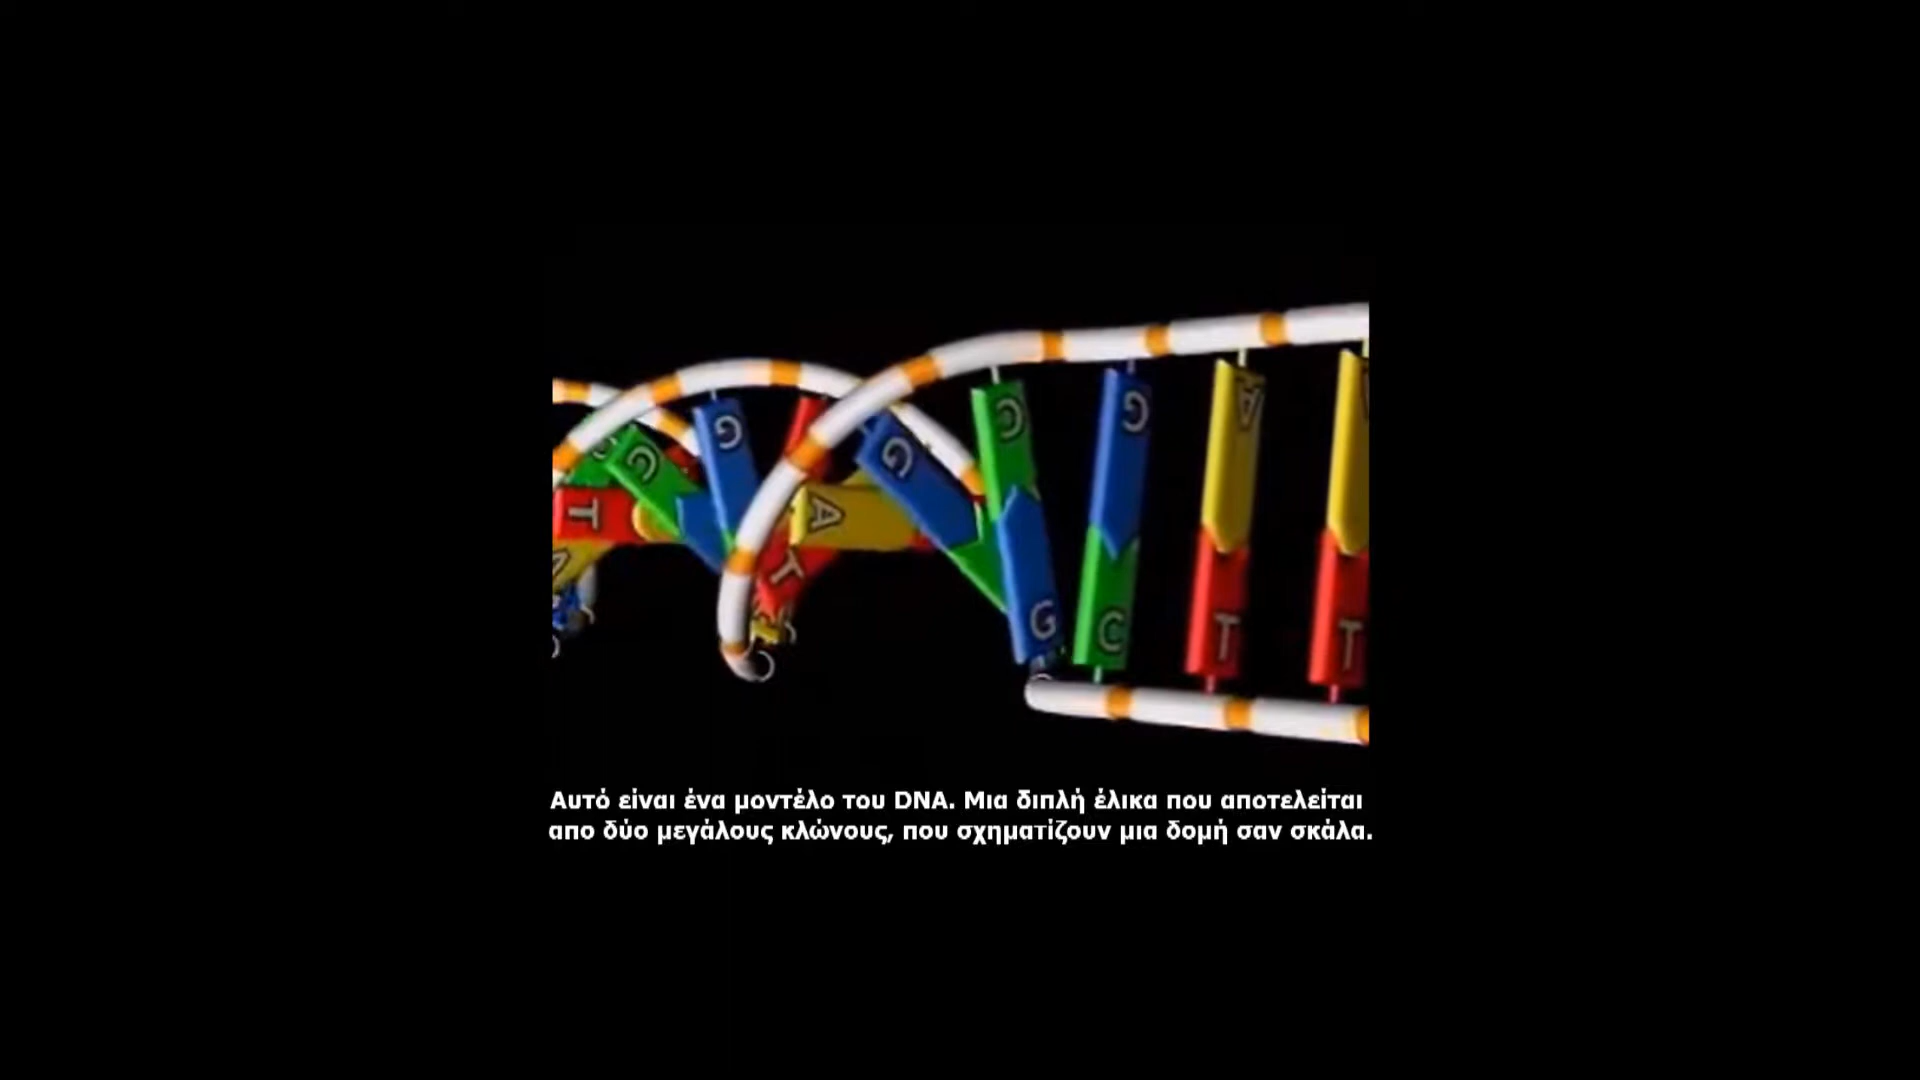 G
C
G
A
C
G
C
T
A
T
G
C
T
T
A
Αυτό είναι ένα μοντέλο του DNA. Μια διπλή έλικα που αποτελείται
απο δύο μεγάλους κλώνους, που σχηματίζουν μια δομή σαν σκάλα.